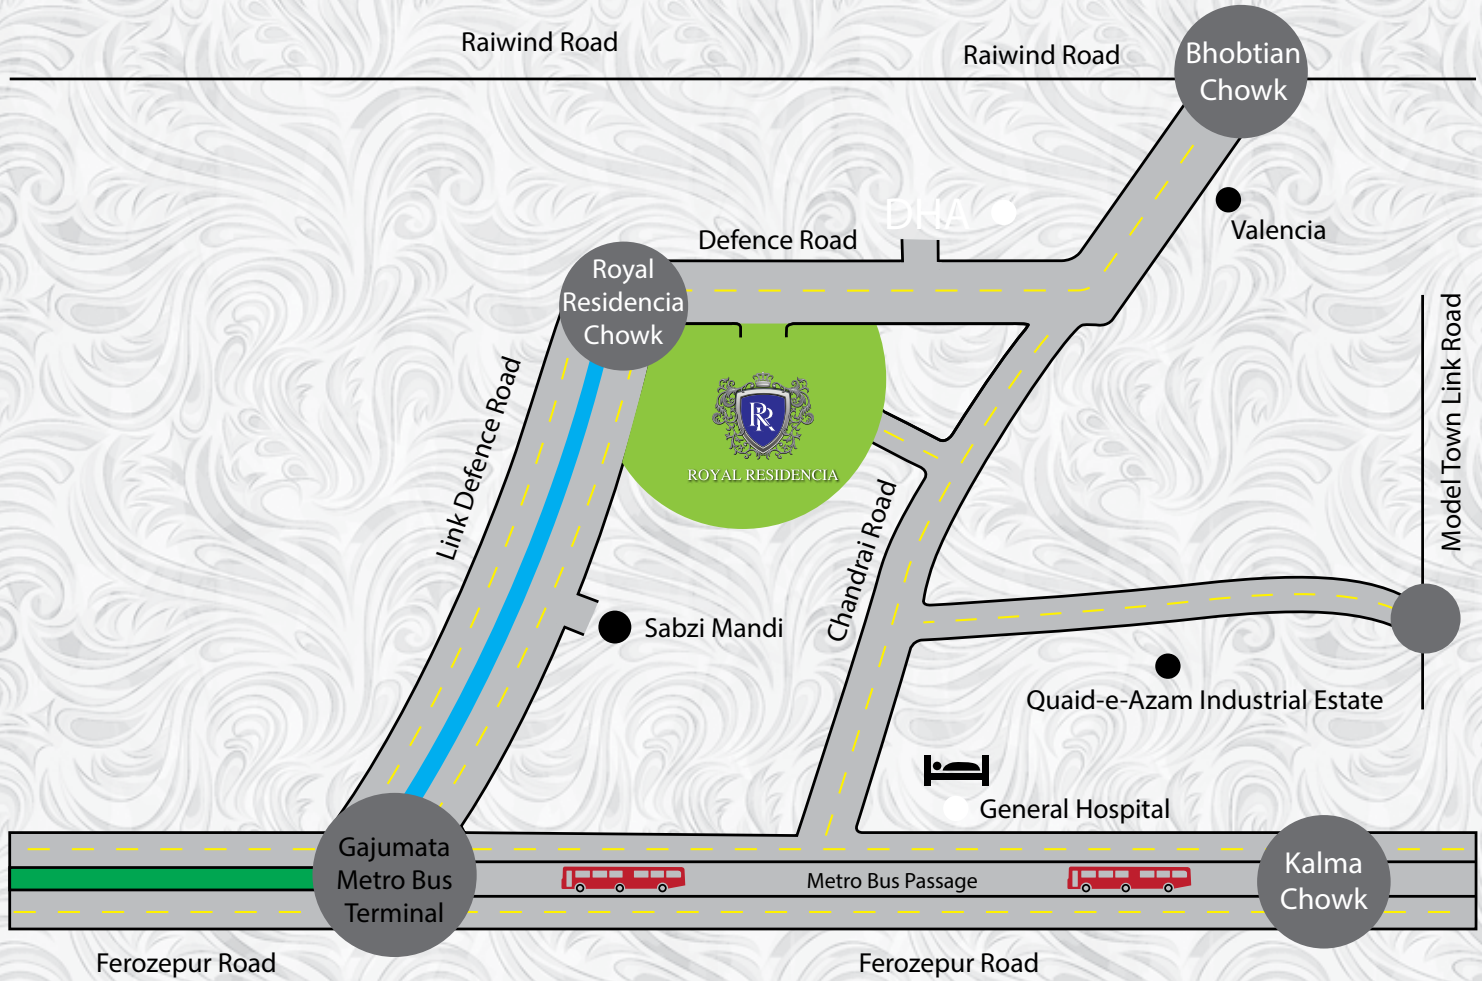 Raiwind Road
Raiwind Road
Bhobtian
Chowk
DHA
Valencia
Defence Road
Royal
Residencia
Chowk
Link Defence Road
RR
ROYAL RESIDENCIA
Chandrai Road
Model Town Link Road
Sabzi Mandi
Quaid-e-Azam Industrial Estate
General Hospital
Gajumata
Metro Bus
Terminal
Metro Bus Passage
Kalma
Chowk
Ferozepur Road
Ferozepur Road